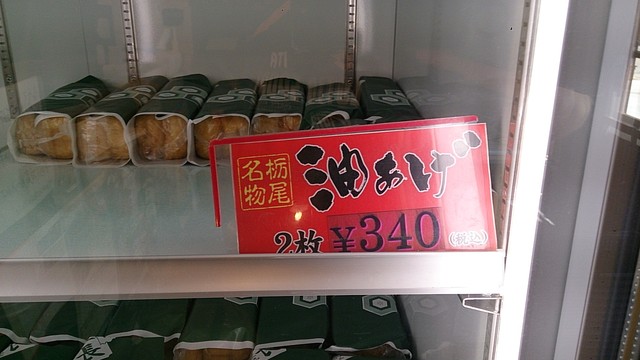 栃尾
名物
油あげ
2枚 ¥340 (税込)